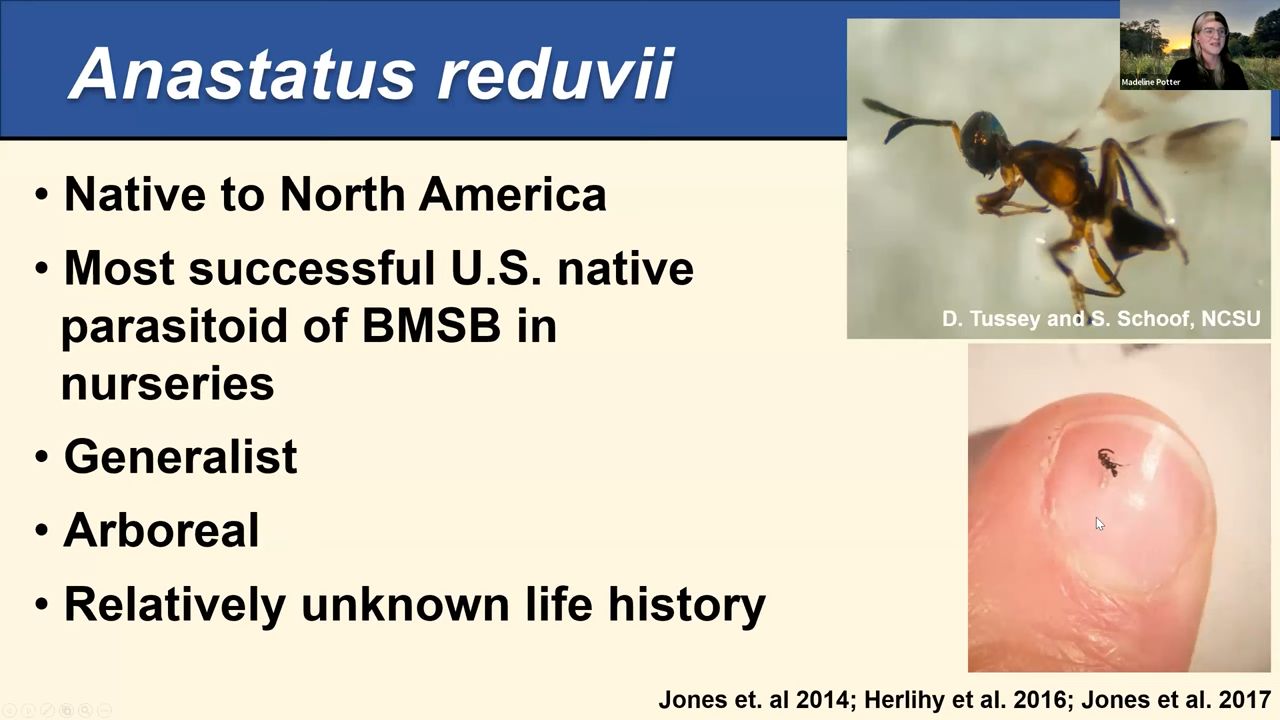 Anastatus reduvii
Madeline Potter
• Native to North America
• Most successful U.S. native
parasitoid of BMSB in
nurseries
• Generalist
• Arboreal
• Relatively unknown life history
D. Tussey and S. Schoof, NCSU
Jones et. al 2014; Herlihy et al. 2016; Jones et al. 2017